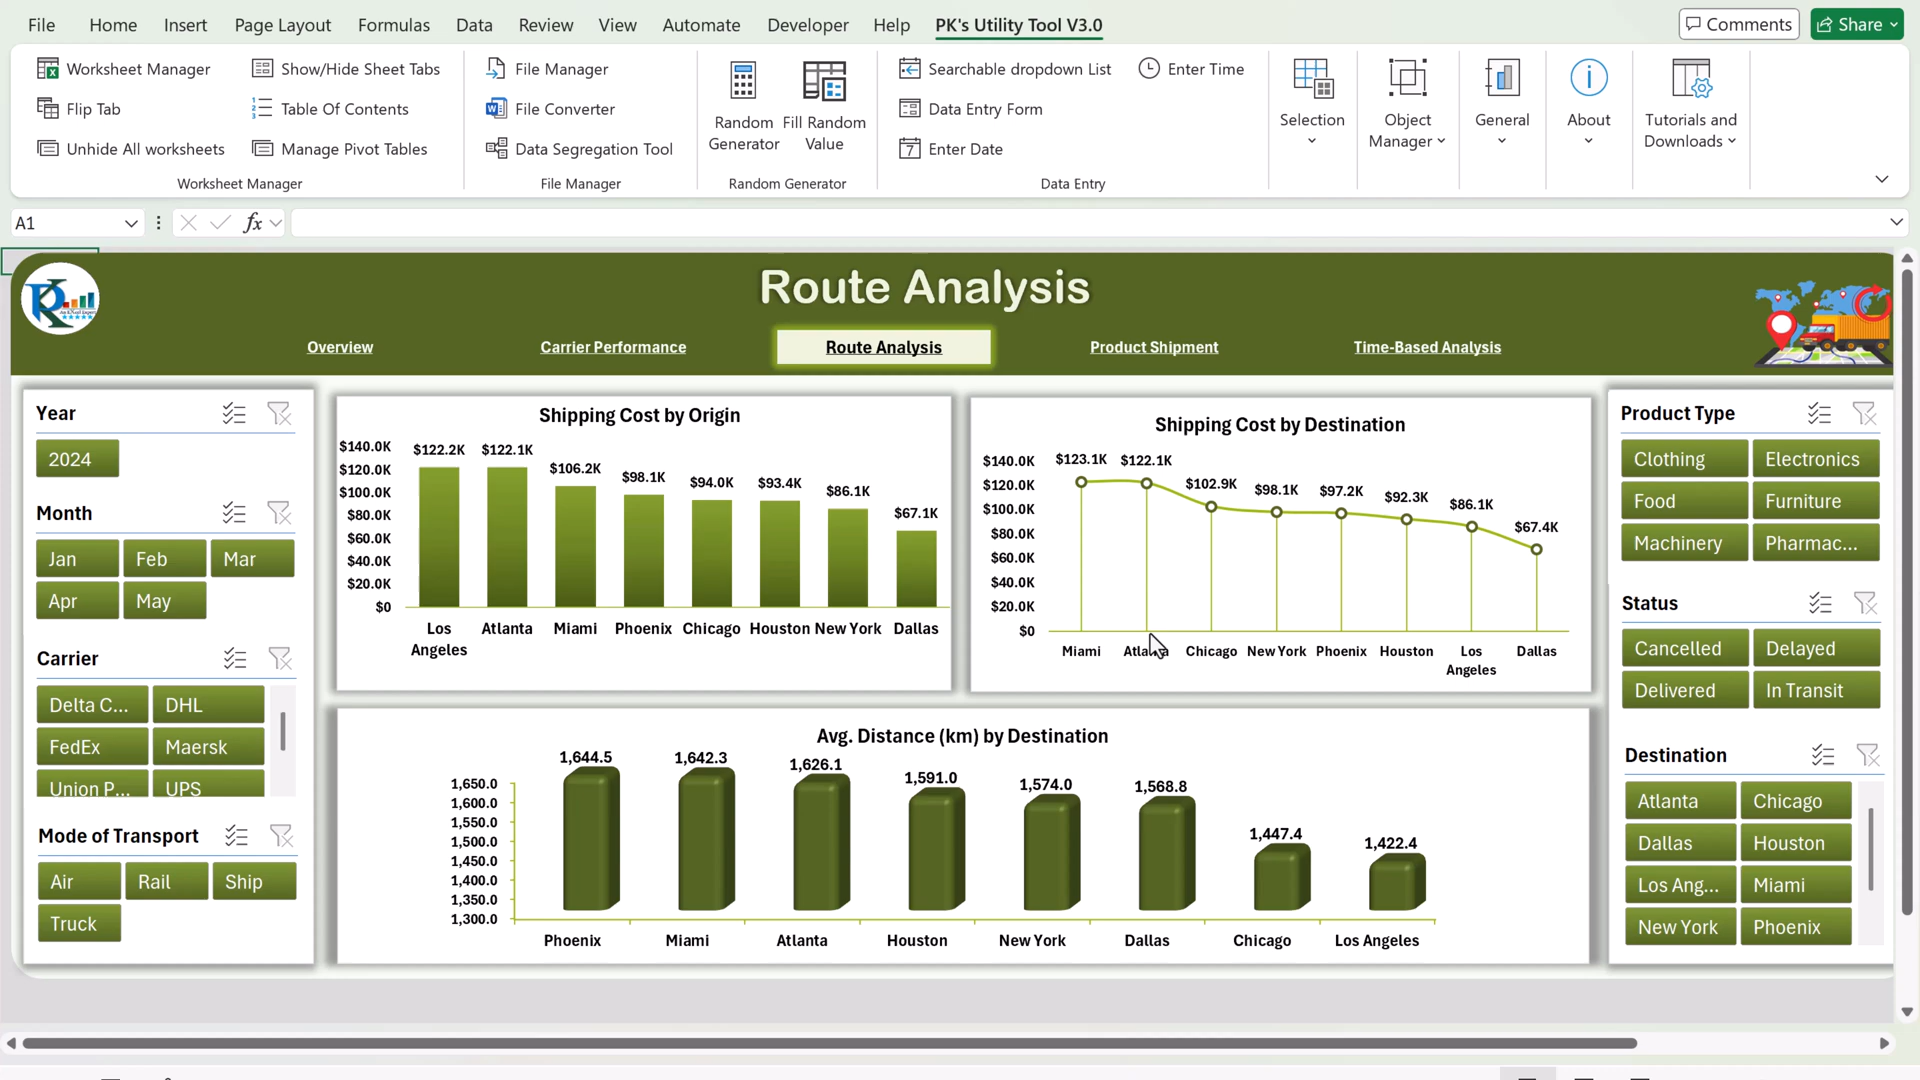 File Home Insert Page Layout Formulas Data Review View Automate Developer Help PK's Utility Tool V3.0 Comments Share
Worksheet Manager Show/Hide Sheet Tabs File Manager Searchable dropdown List Enter Time
Flip Tab Table Of Contents File Converter Data Entry Form
Unhide All worksheets Manage Pivot Tables Data Segregation Tool Enter Date
Random Generator
Fill Random Value
Selection
Object Manager
General
About
Tutorials and Downloads
Worksheet Manager File Manager Random Generator Data Entry
A1 fx
Route Analysis
Overview Carrier Performance Route Analysis Product Shipment Time-Based Analysis
Year
2024
Month
Jan Feb Mar
Apr May
Carrier
Delta C... DHL
FedEx Maersk
Union P... UPS
Mode of Transport
Air Rail Ship
Truck
Shipping Cost by Origin
$140.0K
$120.0K
$100.0K
$80.0K
$60.0K
$40.0K
$20.0K
$0
$122.2K $122.1K $106.2K $98.1K $94.0K $93.4K $86.1K $67.1K
Los Angeles Atlanta Miami Phoenix Chicago Houston New York Dallas
Shipping Cost by Destination
$140.0K
$120.0K
$100.0K
$80.0K
$60.0K
$40.0K
$20.0K
$0
$123.1K $122.1K $102.9K $98.1K $97.2K $92.3K $86.1K $67.4K
Miami Atlanta Chicago New York Phoenix Houston Los Angeles Dallas
Avg. Distance (km) by Destination
1,650.0
1,600.0
1,550.0
1,500.0
1,450.0
1,400.0
1,350.0
1,300.0
1,644.5 1,642.3 1,626.1 1,591.0 1,574.0 1,568.8 1,447.4 1,422.4
Phoenix Miami Atlanta Houston New York Dallas Chicago Los Angeles
Product Type
Clothing Electronics
Food Furniture
Machinery Pharmac...
Status
Cancelled Delayed
Delivered In Transit
Destination
Atlanta Chicago
Dallas Houston
Los Ang... Miami
New York Phoenix